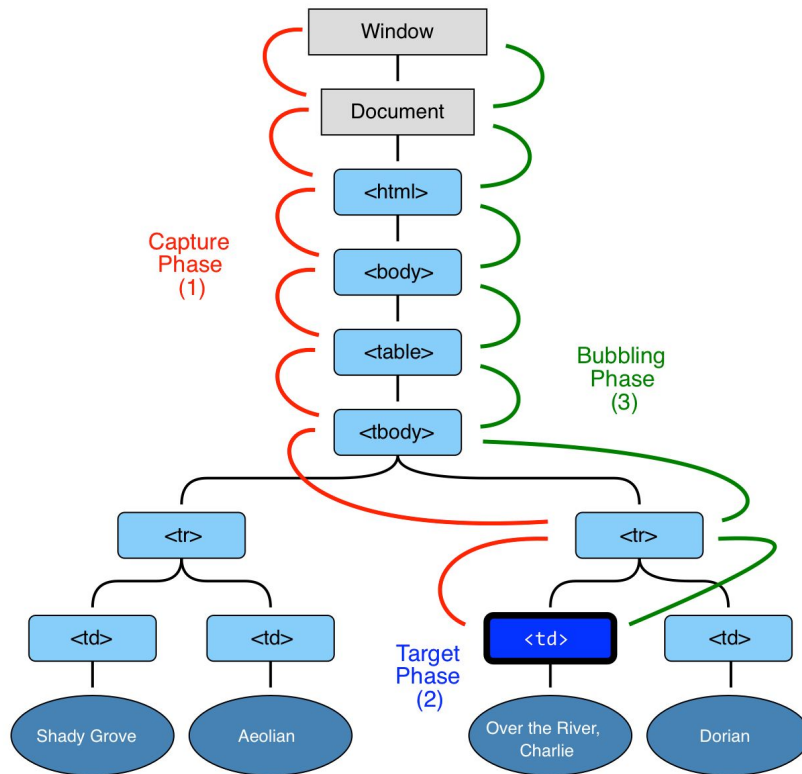 Window
Document
<html>
Capture
Phase
(1)
<body>
<table>
Bubbling
Phase
(3)
<tbody>
<tr>
<tr>
<td>
<td>
Target
Phase
(2)
<td>
<td>
Shady Grove
Aeolian
Over the River,
Charlie
Dorian